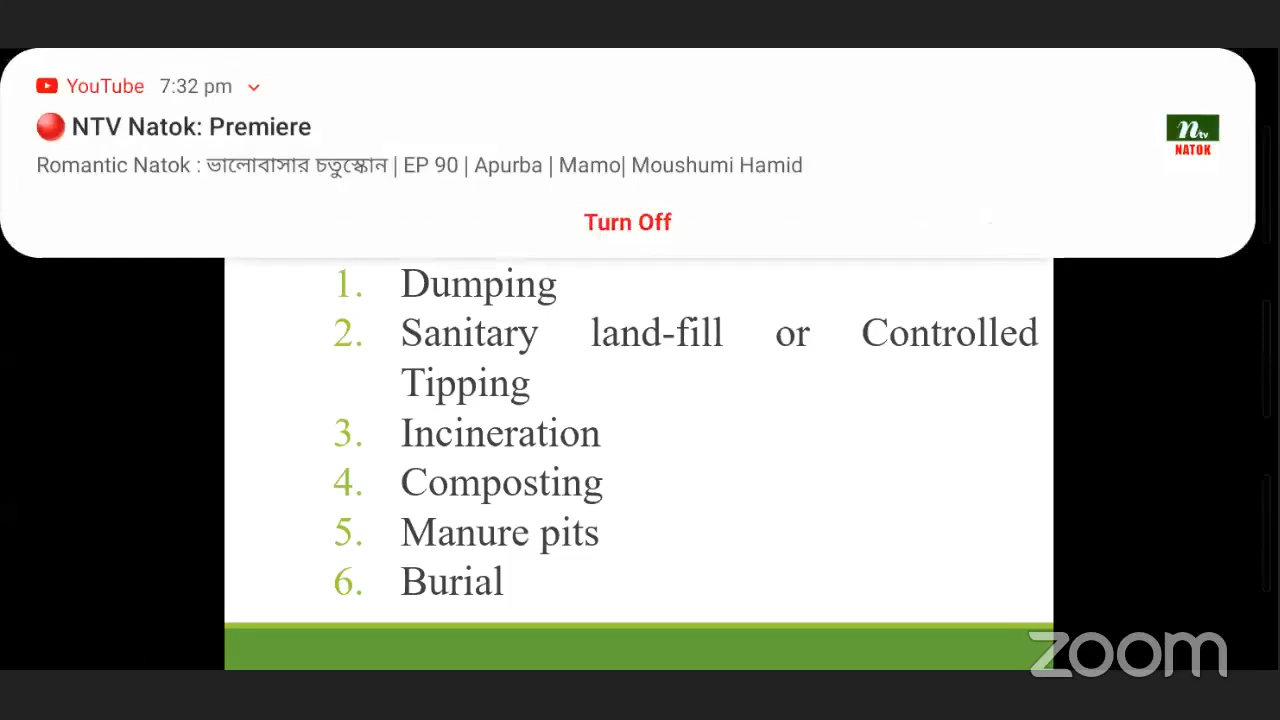 YouTube 7:32 pm
🔴 NTV Natok: Premiere
Romantic Natok : ভালোবাসার চতুস্কোন | EP 90 | Apurba | Mamo| Moushumi Hamid
ntv
NATOK
Turn Off
1. Dumping
2. Sanitary land-fill or Controlled
Tipping
3. Incineration
4. Composting
5. Manure pits
6. Burial
zoom